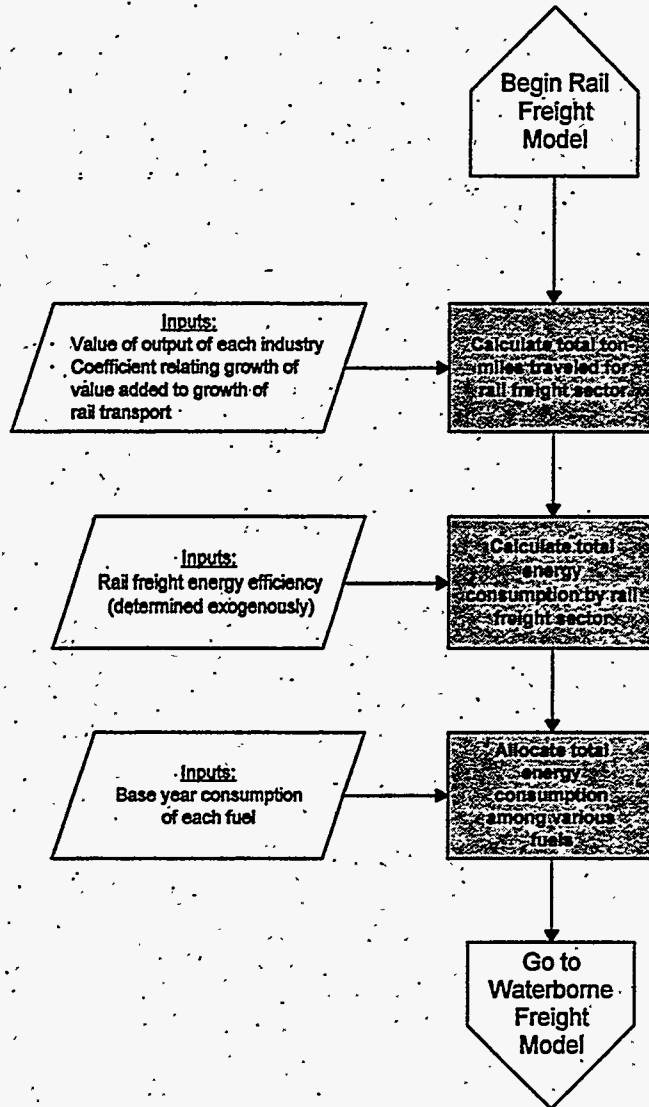 Begin Rail
Freight
Model
Inputs:
· Value of output of each industry
· Coefficient relating growth of
value added to growth of
rail transport
Calculate total ton-
miles traveled for
rail freight sector
Inputs:
Rail freight energy efficiency
(determined exogenously)
Calculate total
energy
consumption by rail
freight sector
Inputs:
Base year consumption
of each fuel
Allocate total
energy
consumption
among various
fuels
Go to
Waterborne
Freight
Model